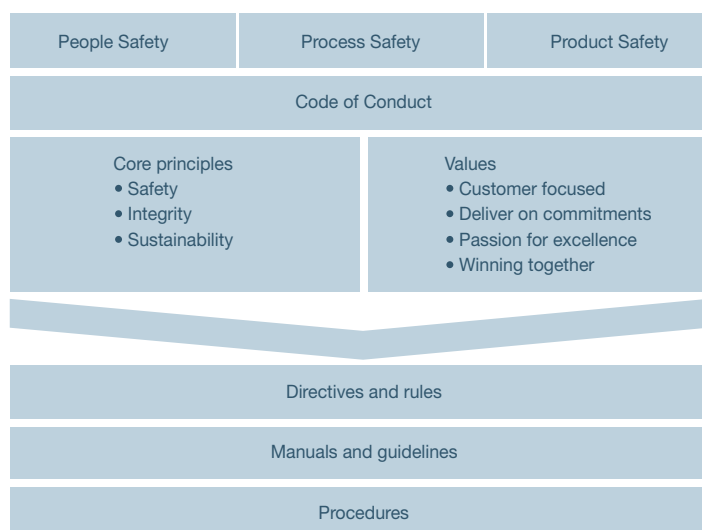 People Safety
Process Safety
Product Safety
Code of Conduct
Core principles
• Safety
• Integrity
• Sustainability
Values
• Customer focused
• Deliver on commitments
• Passion for excellence
• Winning together
Directives and rules
Manuals and guidelines
Procedures